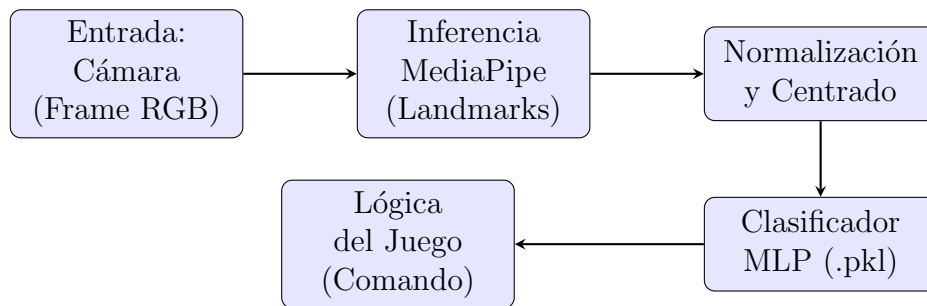 Entrada:
Cámara
(Frame RGB)
Inferencia
MediaPipe
(Landmarks)
Normalización
y Centrado
Clasificador
MLP (.pkl)
Lógica
del Juego
(Comando)